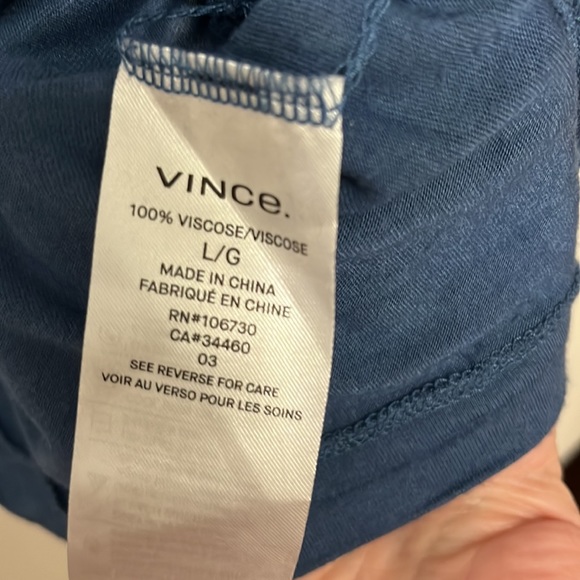 VINCe.
100% VISCOSE/VISCOSE
L/G
MADE IN CHINA
FABRIQUÉ EN CHINE
RN#106730
CA#34460
03
SEE REVERSE FOR CARE
VOIR AU VERSO POUR LES SOINS